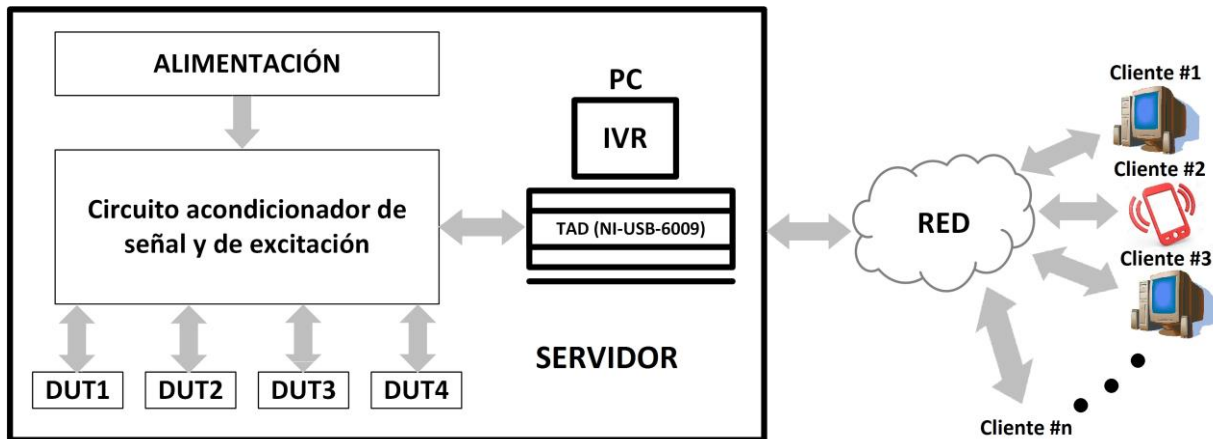 ALIMENTACIÓN
PC
IVR
Circuito acondicionador de
señal y de excitación
TAD (NI-USB-6009)
DUT1
DUT2
DUT3
DUT4
SERVIDOR
RED
Cliente #1
Cliente #2
Cliente #3
Cliente #n